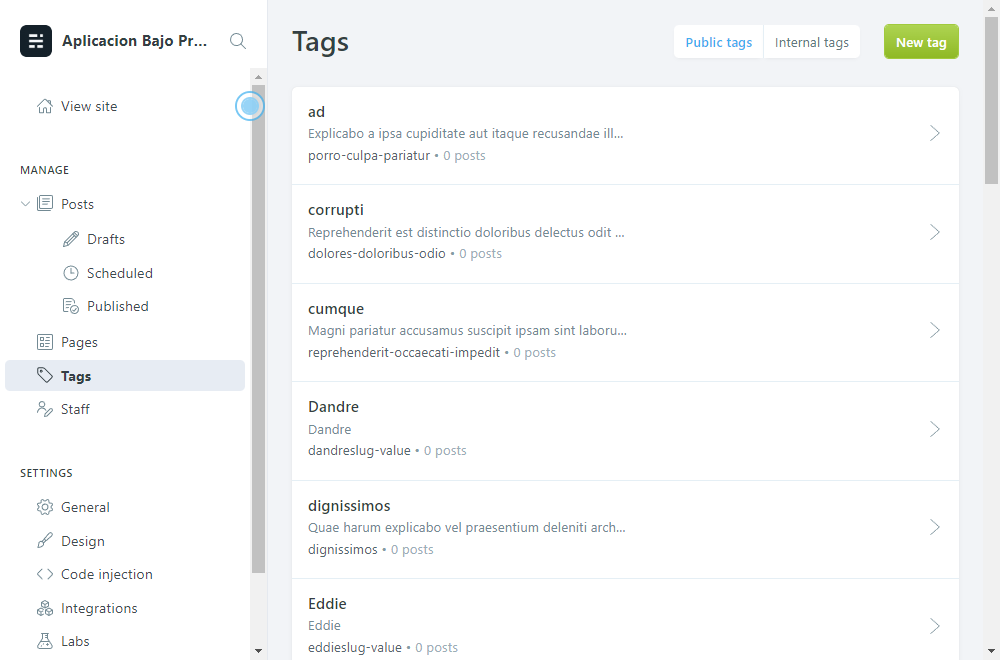 Aplicacion Bajo Pr...
View site
MANAGE
Posts
Drafts
Scheduled
Published
Pages
Tags
Staff
SETTINGS
General
Design
Code injection
Integrations
Labs
Tags
Public tags
Internal tags
New tag
ad
Explicabo a ipsa cupiditate aut itaque recusandae ill...
porro-culpa-pariatur • 0 posts
corrupti
Reprehenderit est distinctio doloribus delectus odit ...
dolores-doloribus-odio • 0 posts
cumque
Magni pariatur accusamus suscipit ipsam sint laboru...
reprehenderit-occaecati-impedit • 0 posts
Dandre
Dandre
dandreslug-value • 0 posts
dignissimos
Quae harum explicabo vel praesentium deleniti arch...
dignissimos • 0 posts
Eddie
Eddie
eddieslug-value • 0 posts